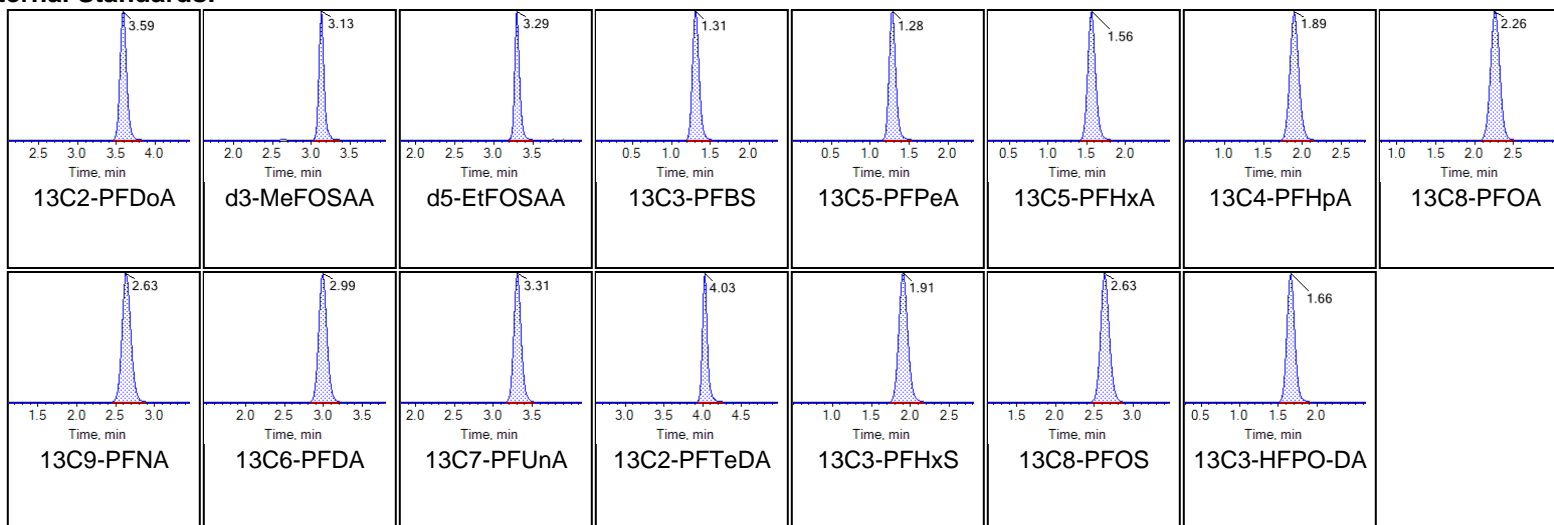 3.59
2.5 3.0 3.5 4.0
Time, min
13C2-PFDoA
3.13
2.0 2.5 3.0 3.5
Time, min
d3-MeFOSAA
3.29
2.0 2.5 3.0 3.5
Time, min
d5-EtFOSAA
1.31
0.5 1.0 1.5 2.0
Time, min
13C3-PFBS
1.28
0.5 1.0 1.5 2.0
Time, min
13C5-PFPeA
1.56
0.5 1.0 1.5 2.0
Time, min
13C5-PFHxA
1.89
1.0 1.5 2.0 2.5
Time, min
13C4-PFHpA
2.26
1.0 1.5 2.0 2.5
Time, min
13C8-PFOA
2.63
1.5 2.0 2.5 3.0
Time, min
13C9-PFNA
2.99
2.0 2.5 3.0 3.5
Time, min
13C6-PFDA
3.31
2.0 2.5 3.0 3.5
Time, min
13C7-PFUnA
4.03
3.0 3.5 4.0 4.5
Time, min
13C2-PFTeDA
1.91
1.0 1.5 2.0 2.5
Time, min
13C3-PFHxS
2.63
1.5 2.0 2.5 3.0
Time, min
13C8-PFOS
1.66
0.5 1.0 1.5 2.0
Time, min
13C3-HFPO-DA